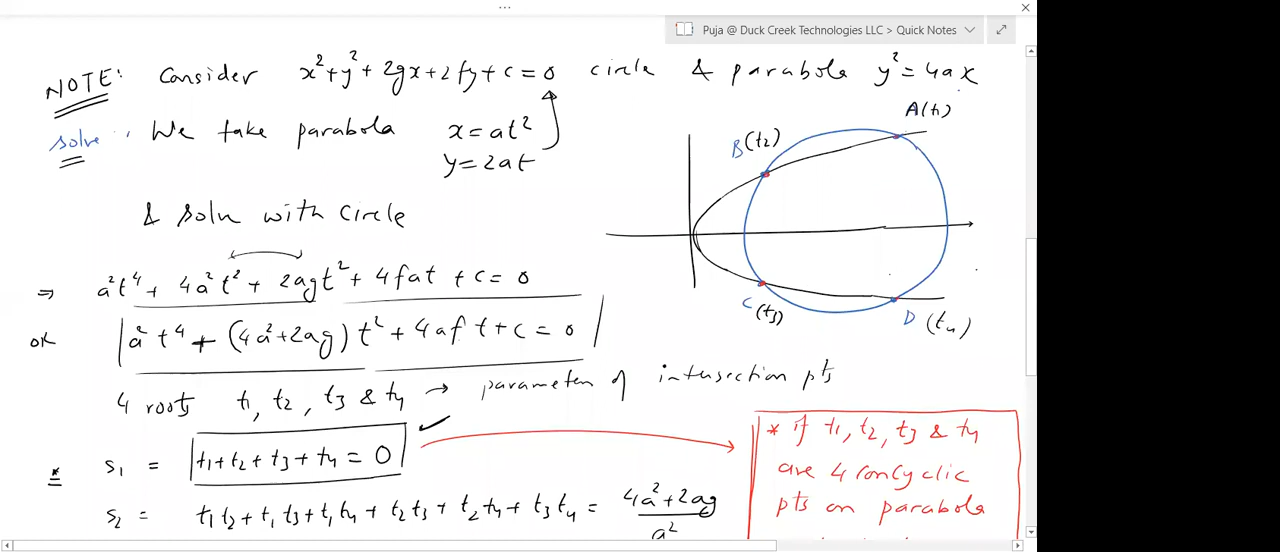 Puja @ Duck Creek Technologies LLC > Quick Notes
NOTE: Consider x²+y²+2gx+2fy+c=0 circle & parabola y²=4ax
Solve: We take parabola x=at²
y=2at
A(t1)
B(t2)
& solve with circle
⇒ a²t⁴ + 4a²t² + 2agt² + 4fat + c = 0
C(t3)
D(t4)
or a²t⁴ + (4a²+2ag)t² + 4aft + c = 0
4 roots t1, t2, t3 & t4 → parameter of intersection pts
* S1 = t1+t2+t3+t4 = 0
S2 = t1t2 + t1t3 + t1t4 + t2t3 + t2t4 + t3t4 = (4a²+2ag)/a²
* if t1, t2, t3 & t4
are 4 concyclic
pts on parabola